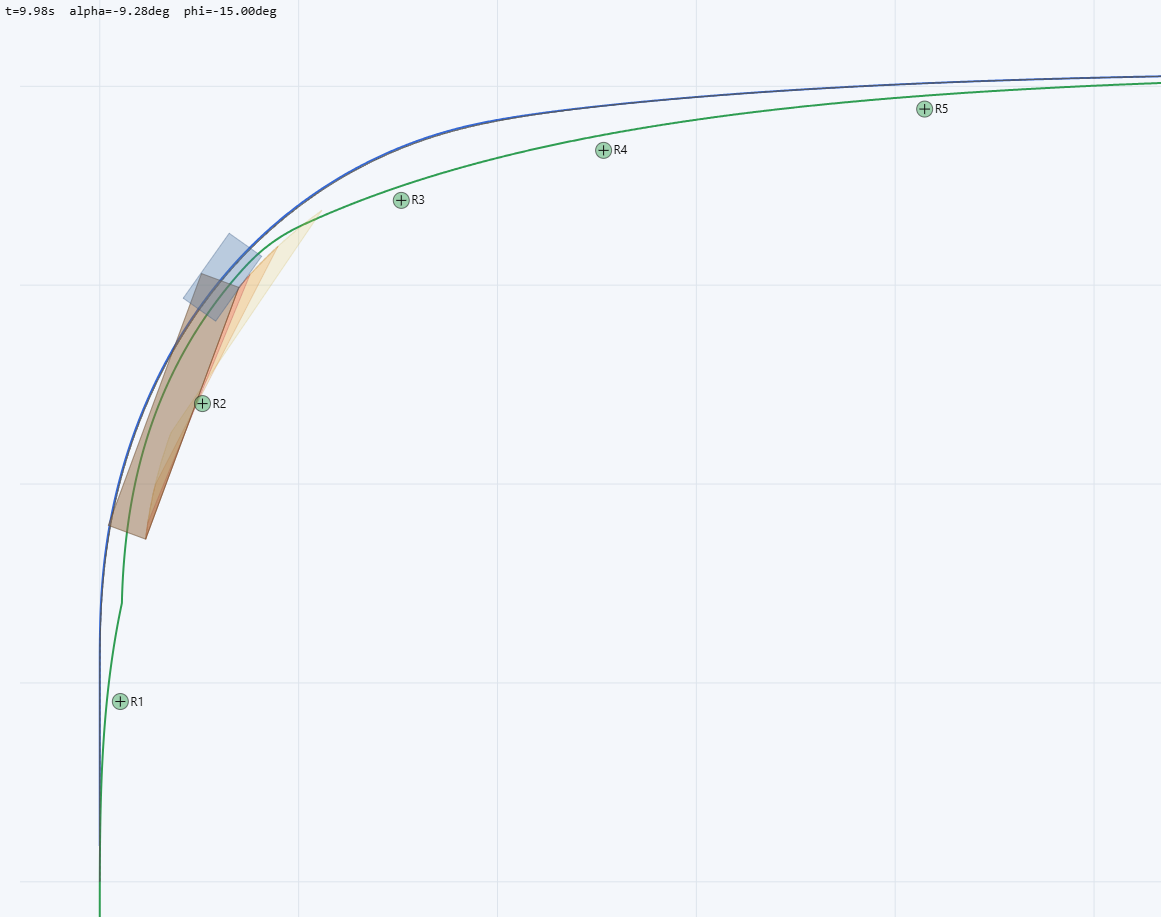 t=9.98s  alpha=-9.28deg  phi=-15.00deg
R5
R4
R3
R2
R1